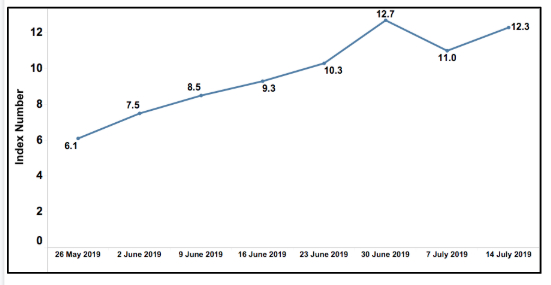 12.7
12
12.3
11.0
10
10.3
9.3
8.5
8
7.5
Index Number
6
6.1
4
2
0
26 May 2019
2 June 2019
9 June 2019
16 June 2019
23 June 2019
30 June 2019
7 July 2019
14 July 2019